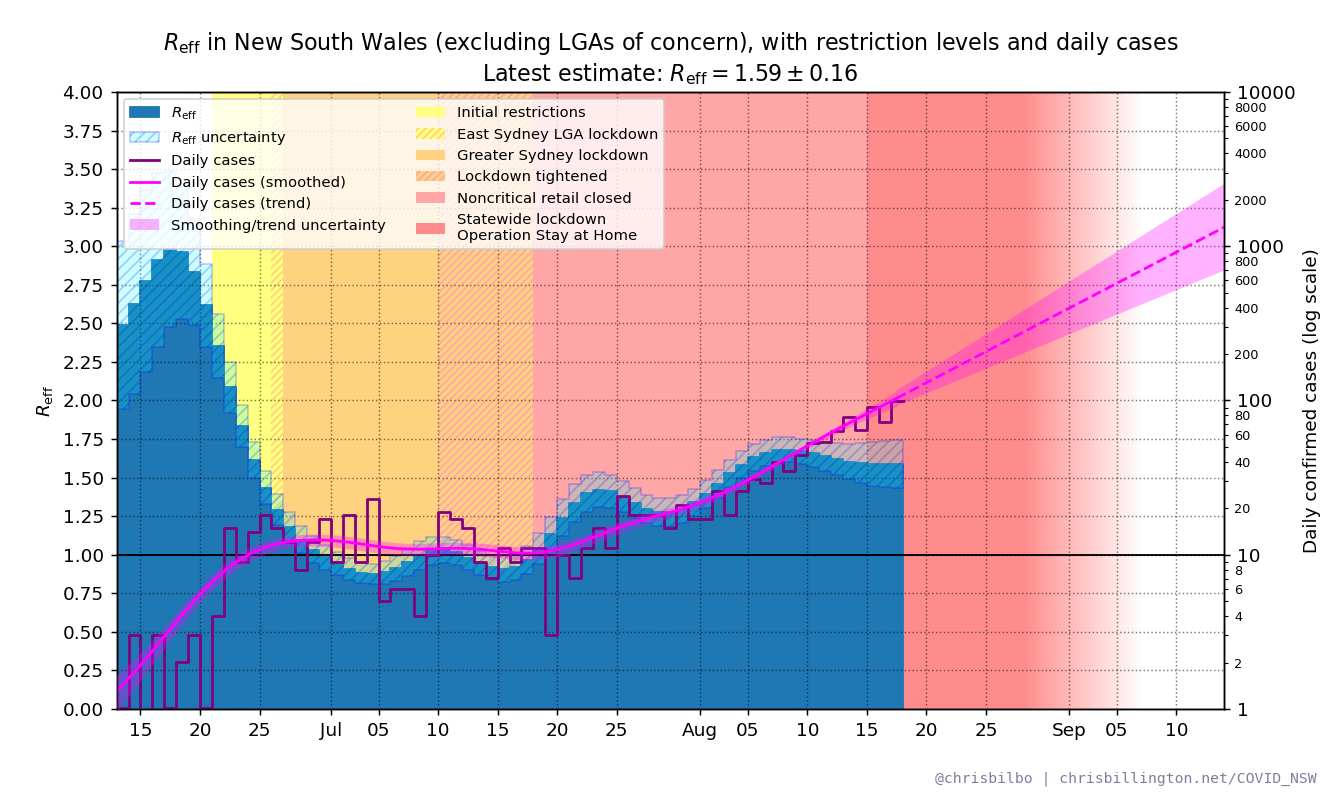 R_eff in New South Wales (excluding LGAs of concern), with restriction levels and daily cases
Latest estimate: R_eff = 1.59 ± 0.16
R_eff
R_eff uncertainty
Daily cases
Daily cases (smoothed)
Daily cases (trend)
Smoothing/trend uncertainty
Initial restrictions
East Sydney LGA lockdown
Greater Sydney lockdown
Lockdown tightened
Noncritical retail closed
Statewide lockdown
Operation Stay at Home
R_eff
4.00
3.75
3.50
3.25
3.00
2.75
2.50
2.25
2.00
1.75
1.50
1.25
1.00
0.75
0.50
0.25
0.00
15 20 25 Jul 05 10 15 20 25 Aug 05 10 15 20 25 Sep 05 10
10000
8000
6000
4000
2000
1000
800
600
400
200
100
80
60
40
20
10
8
6
4
2
1
Daily confirmed cases (log scale)
@chrisbilbo | chrisbillington.net/COVID_NSW